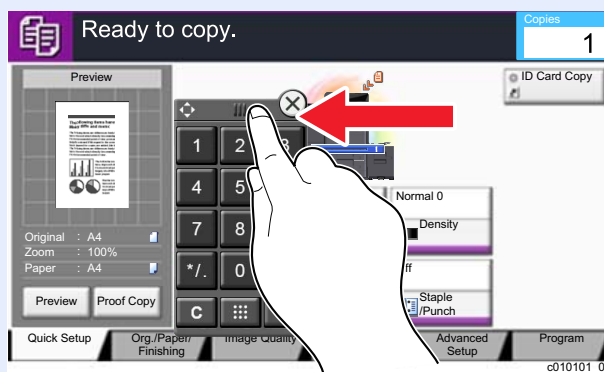 Ready to copy.
Copies
1
Preview
ID Card Copy
1 2 3
4 5
7 8
*/. 0
C
Original : A4
Zoom : 100%
Paper : A4
Preview Proof Copy
Normal 0
Density
ff
Staple
/Punch
Quick Setup
Org./Paper/
Finishing
Image Quality
Advanced
Setup
Program
c010101_0